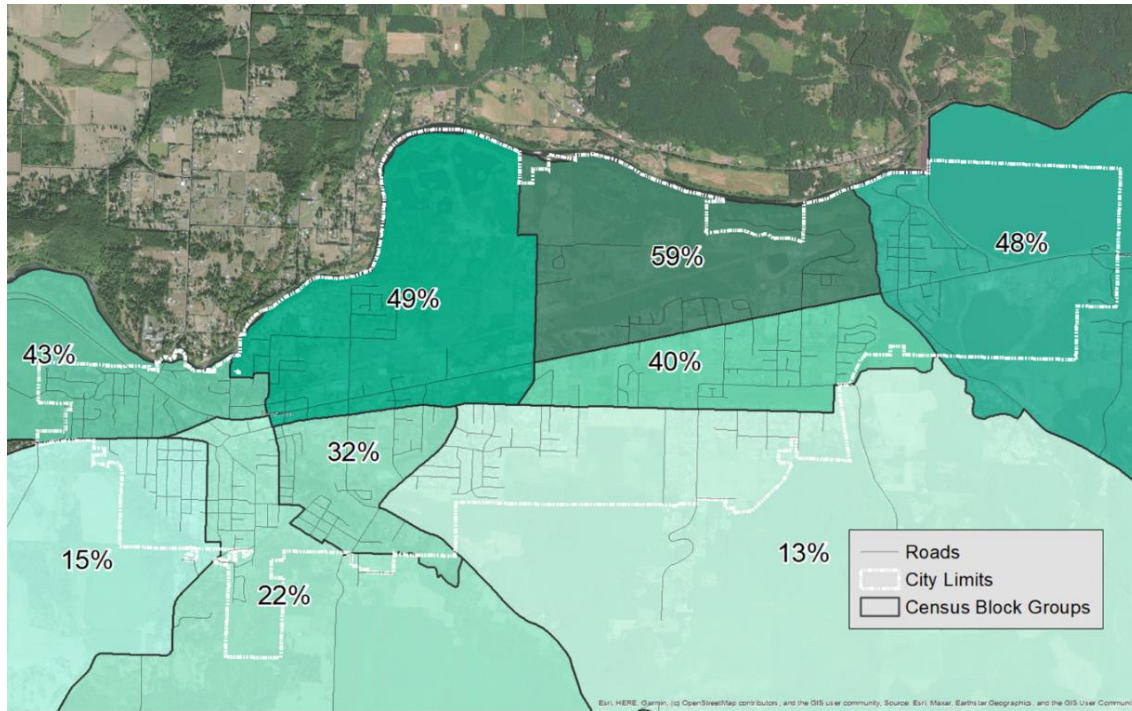 48%
59%
49%
43%
40%
32%
15%
13%
22%
Roads
City Limits
Census Block Groups
Esri, HERE, Garmin, (c) OpenStreetMap contributors, and the GIS user community, Source: Esri, Maxar, Earthstar Geographics, and the GIS User Communi